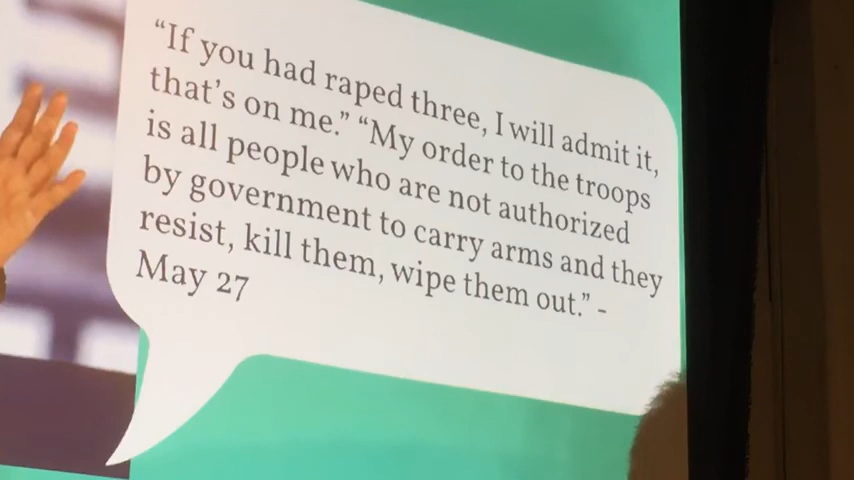 “If you had raped three, I will admit it,
that’s on me.” “My order to the troops
is all people who are not authorized
by government to carry arms and they
resist, kill them, wipe them out.” -
May 27